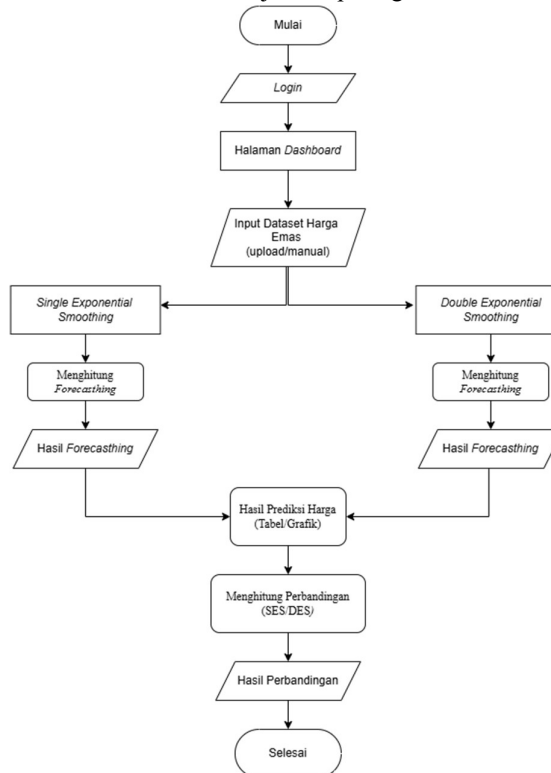 Mulai
Login
Halaman Dashboard
Input Dataset Harga
Emas
(upload/manual)
Single Exponential
Smoothing
Double Exponential
Smoothing
Menghitung
Forecasthing
Menghitung
Forecasthing
Hasil Forecasthing
Hasil Forecasthing
Hasil Prediksi Harga
(Tabel/Grafik)
Menghitung Perbandingan
(SES/DES)
Hasil Perbandingan
Selesai